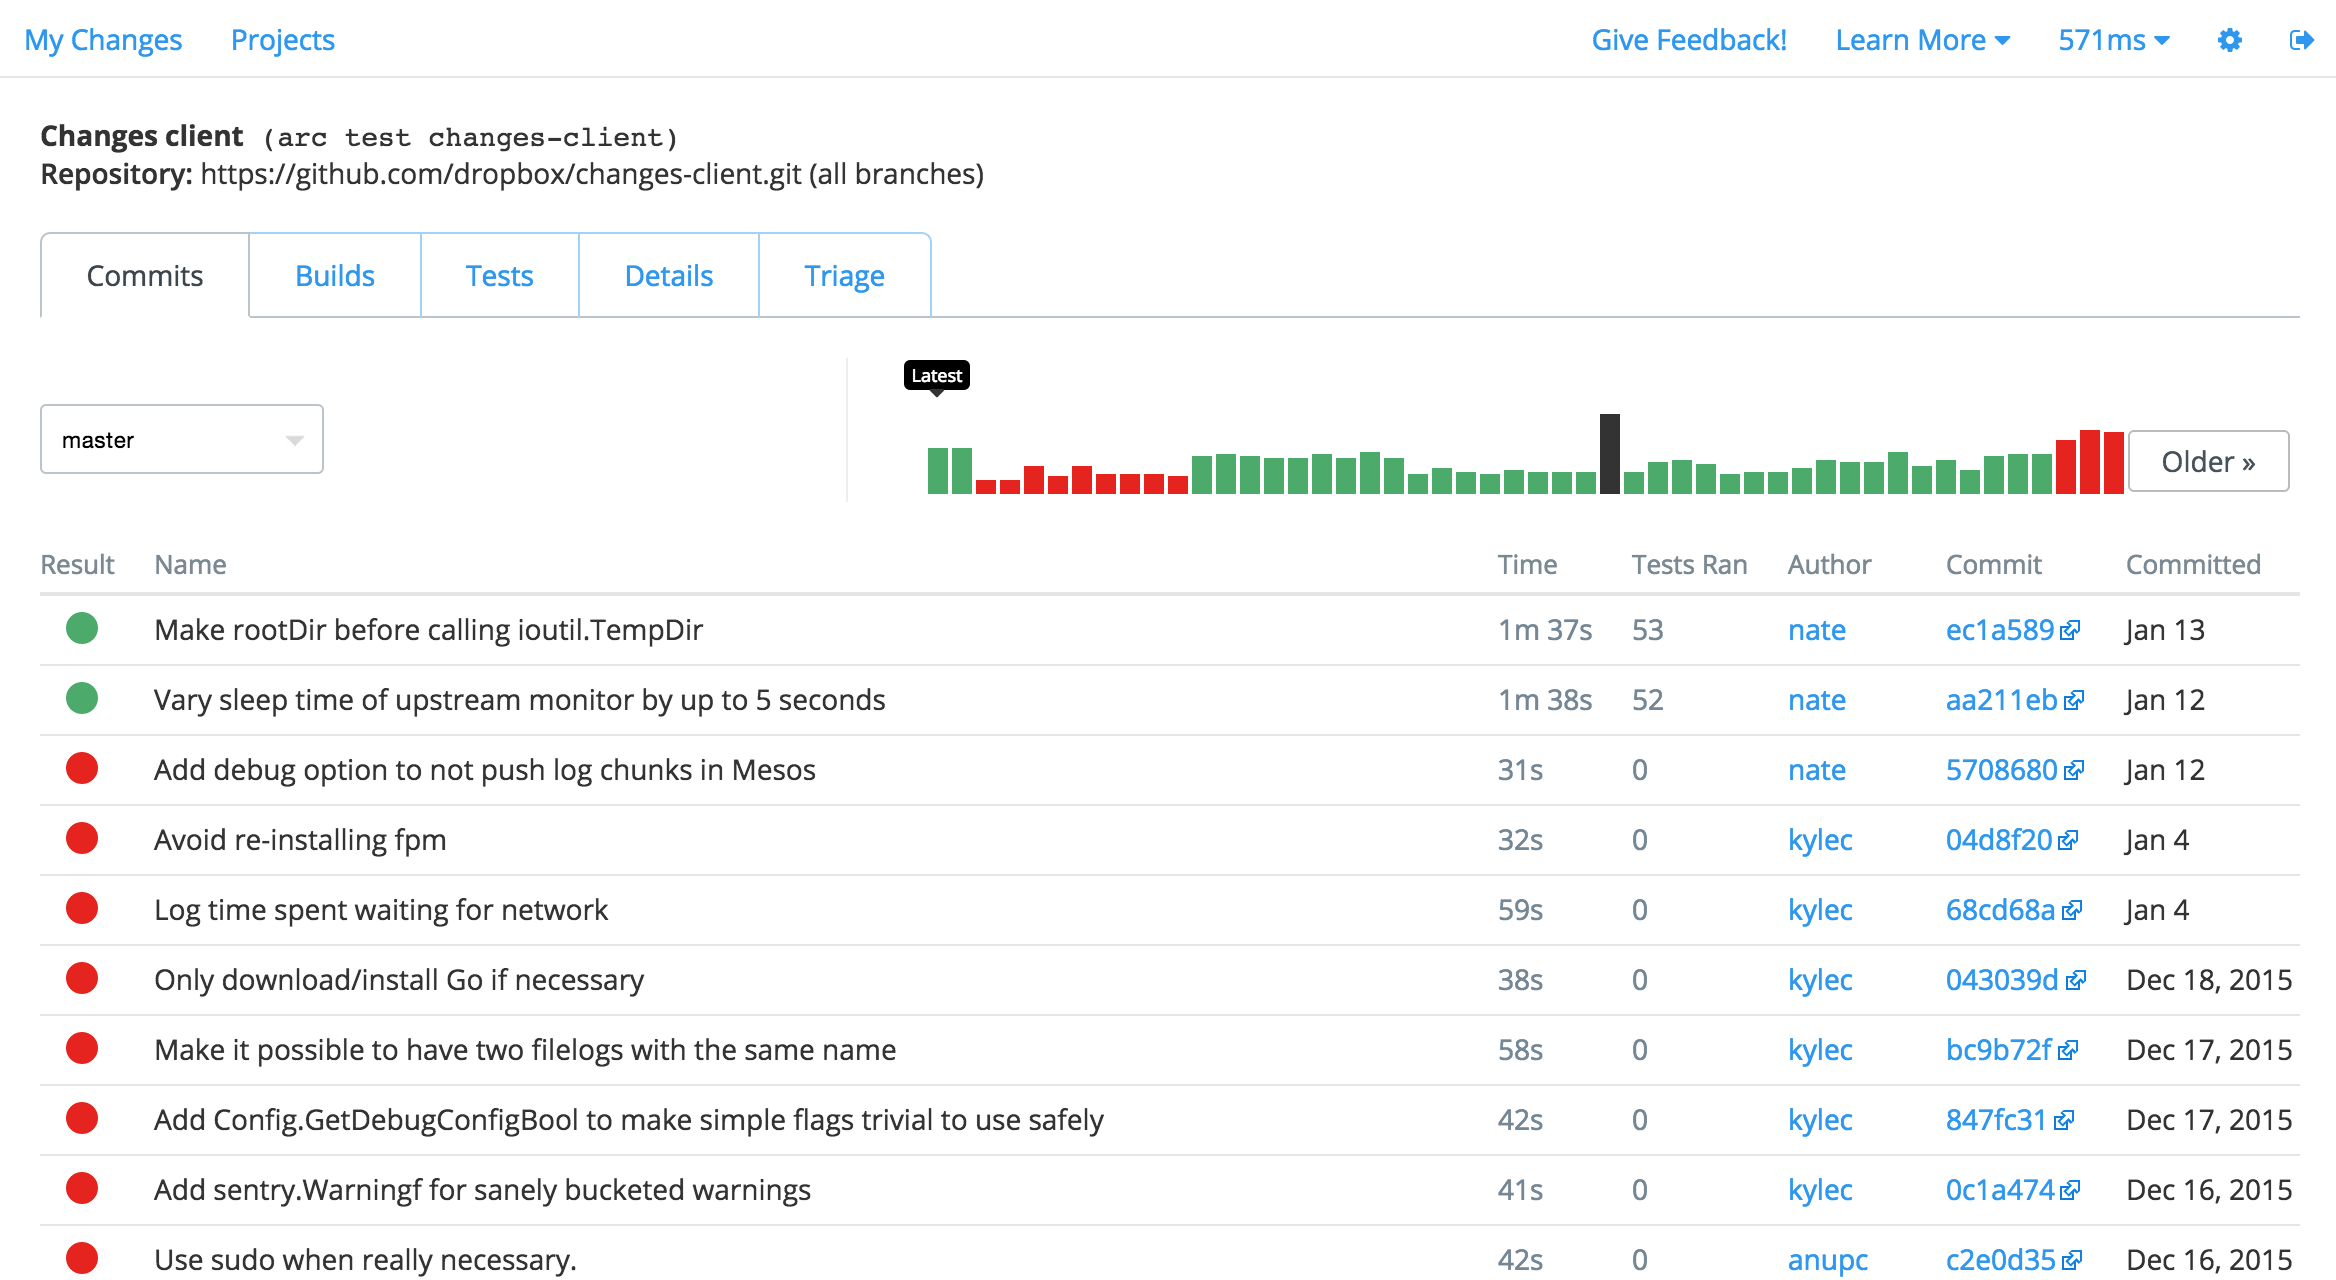 My Changes Projects Give Feedback! Learn More 571ms
Changes client (arc test changes-client)
Repository: https://github.com/dropbox/changes-client.git (all branches)
Commits Builds Tests Details Triage
Latest
master
Older »
Result Name Time Tests Ran Author Commit Committed
Make rootDir before calling ioutil.TempDir 1m 37s 53 nate ec1a589 Jan 13
Vary sleep time of upstream monitor by up to 5 seconds 1m 38s 52 nate aa211eb Jan 12
Add debug option to not push log chunks in Mesos 31s 0 nate 5708680 Jan 12
Avoid re-installing fpm 32s 0 kylec 04d8f20 Jan 4
Log time spent waiting for network 59s 0 kylec 68cd68a Jan 4
Only download/install Go if necessary 38s 0 kylec 043039d Dec 18, 2015
Make it possible to have two filelogs with the same name 58s 0 kylec bc9b72f Dec 17, 2015
Add Config.GetDebugConfigBool to make simple flags trivial to use safely 42s 0 kylec 847fc31 Dec 17, 2015
Add sentry.Warningf for sanely bucketed warnings 41s 0 kylec 0c1a474 Dec 16, 2015
Use sudo when really necessary. 42s 0 anupc c2e0d35 Dec 16, 2015